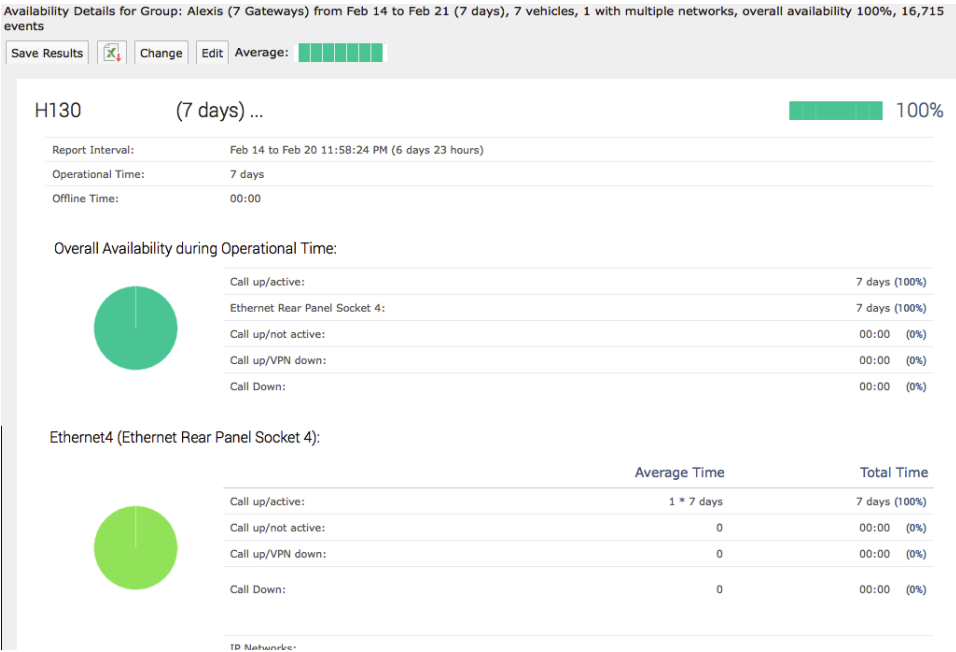 Availability Details for Group: Alexis (7 Gateways) from Feb 14 to Feb 21 (7 days), 7 vehicles, 1 with multiple networks, overall availability 100%, 16,715
events
Save Results Change Edit Average:
H130 (7 days) ... 100%
Report Interval: Feb 14 to Feb 20 11:58:24 PM (6 days 23 hours)
Operational Time: 7 days
Offline Time: 00:00
Overall Availability during Operational Time:
Call up/active: 7 days (100%)
Ethernet Rear Panel Socket 4: 7 days (100%)
Call up/not active: 00:00 (0%)
Call up/VPN down: 00:00 (0%)
Call Down: 00:00 (0%)
Ethernet4 (Ethernet Rear Panel Socket 4):
Average Time Total Time
Call up/active: 1 * 7 days 7 days (100%)
Call up/not active: 0 00:00 (0%)
Call up/VPN down: 0 00:00 (0%)
Call Down: 0 00:00 (0%)
IP Networks: